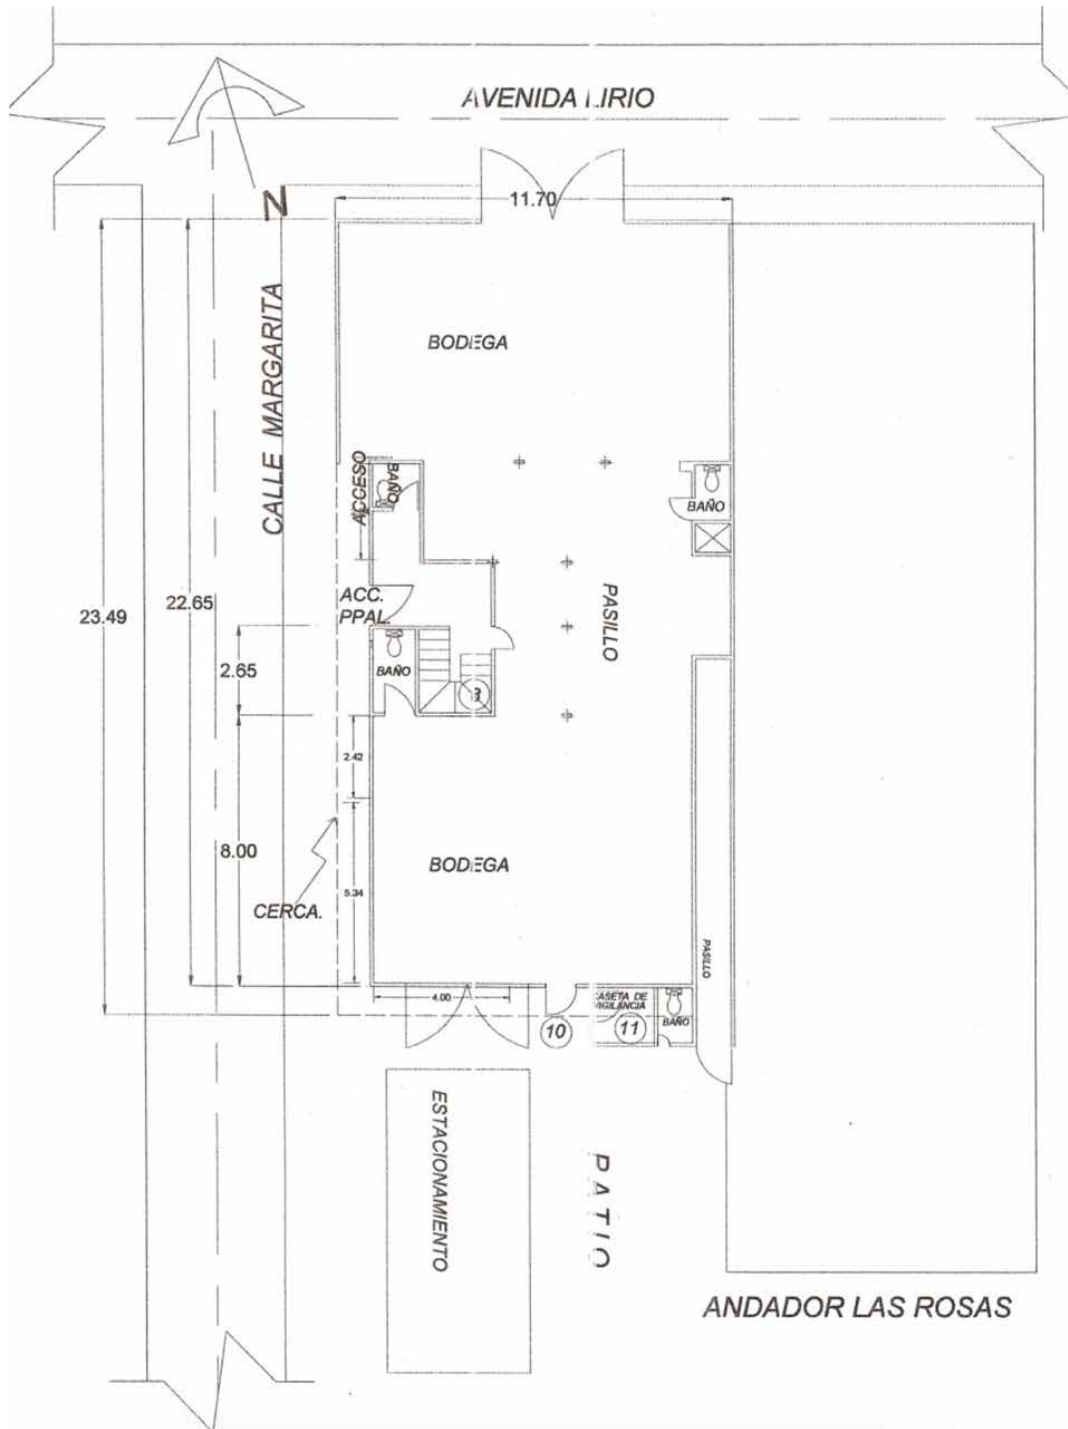 AVENIDA LIRIO
N
11.70
CALLE MARGARITA
BODEGA
ACCESO
BAÑO
BAÑO
ACC.
PPAL.
PASILLO
23.49
22.65
2.65
BAÑO
2.42
8.00
BODEGA
5.34
CERCA.
PASILLO
4.00
CASETA DE
VIGILANCIA
10
11
BAÑO
ESTACIONAMIENTO
PATIO
ANDADOR LAS ROSAS